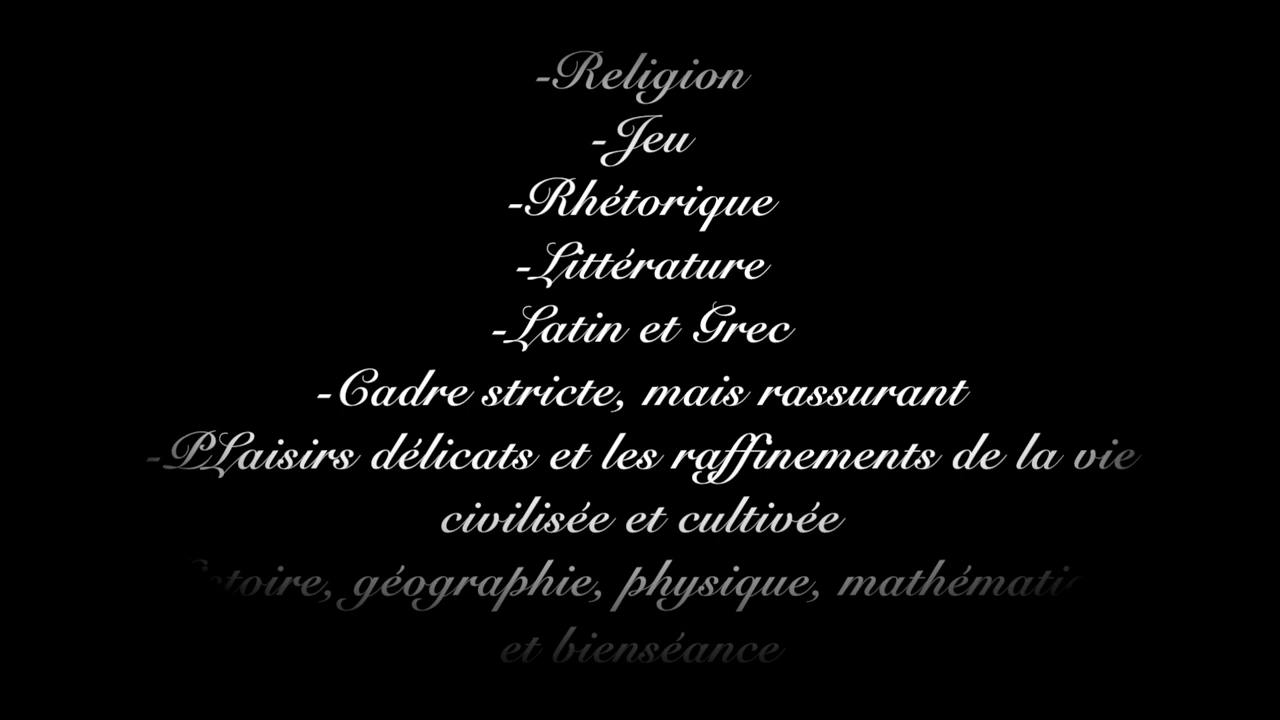 -Religion
-Jeu
-Rhétorique
-Littérature
-Latin et Grec
-Cadre stricte, mais rassurant
-PLaisirs délicats et les raffinements de la vie
civilisée et cultivée
géographie, physique,
et bienséance